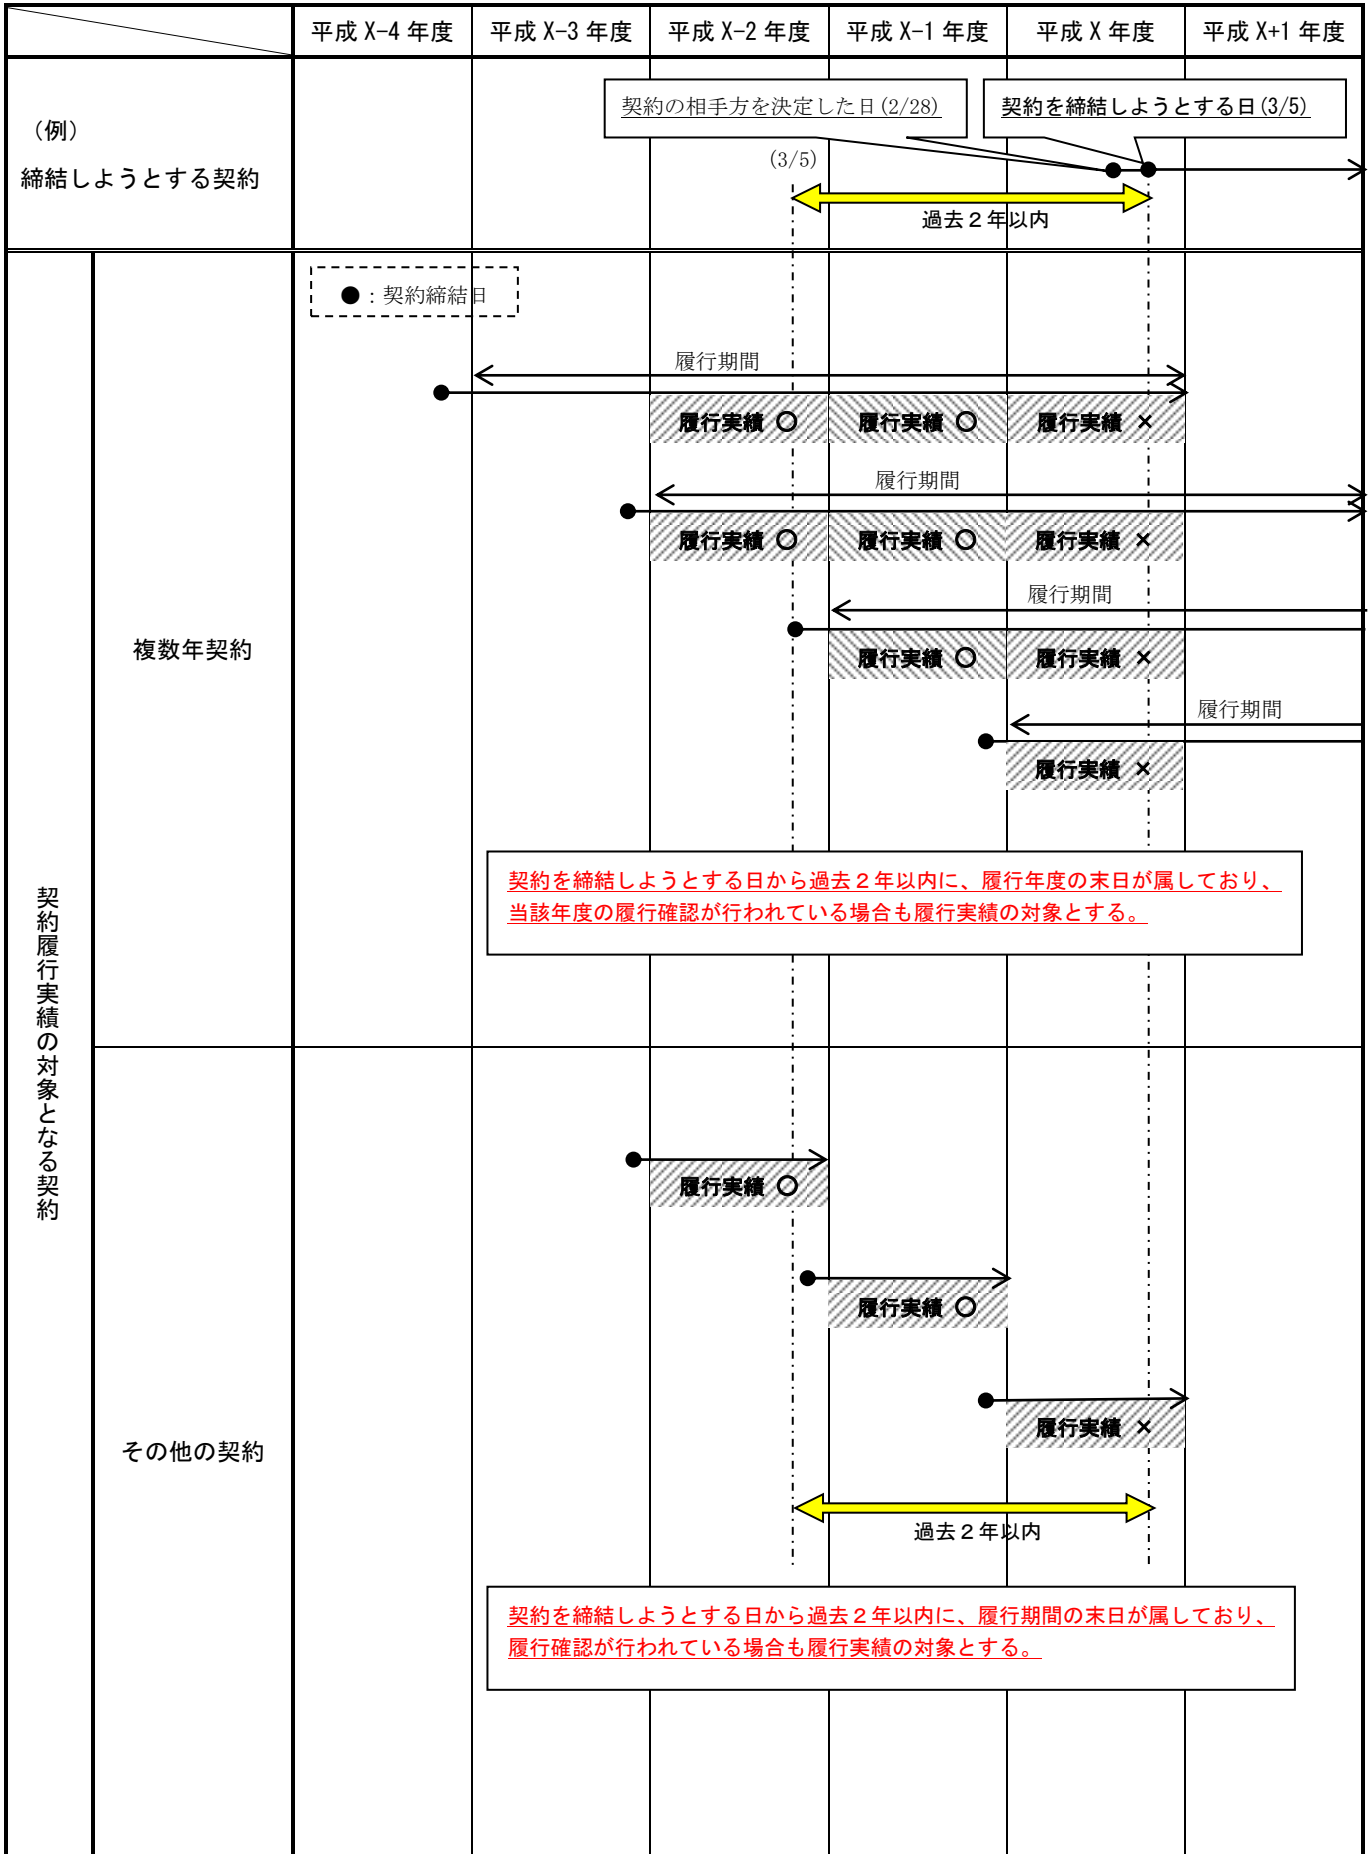 平成 X-4 年度
平成 X-3 年度
平成 X-2 年度
平成 X-1 年度
平成 X 年度
平成 X+1 年度
（例）
締結しようとする契約
契約の相手方を決定した日(2/28)
契約を締結しようとする日(3/5)
(3/5)
過去２年以内
契約履行実績の対象となる契約
複数年契約
●：契約締結日
履行期間
履行実績 〇
履行実績 〇
履行実績 ×
履行期間
履行実績 〇
履行実績 〇
履行実績 ×
履行期間
履行実績 〇
履行実績 ×
履行期間
履行実績 ×
契約を締結しようとする日から過去２年以内に、履行年度の末日が属しており、
当該年度の履行確認が行われている場合も履行実績の対象とする。
その他の契約
履行実績 〇
履行実績 〇
履行実績 ×
過去２年以内
契約を締結しようとする日から過去２年以内に、履行期間の末日が属しており、
履行確認が行われている場合も履行実績の対象とする。